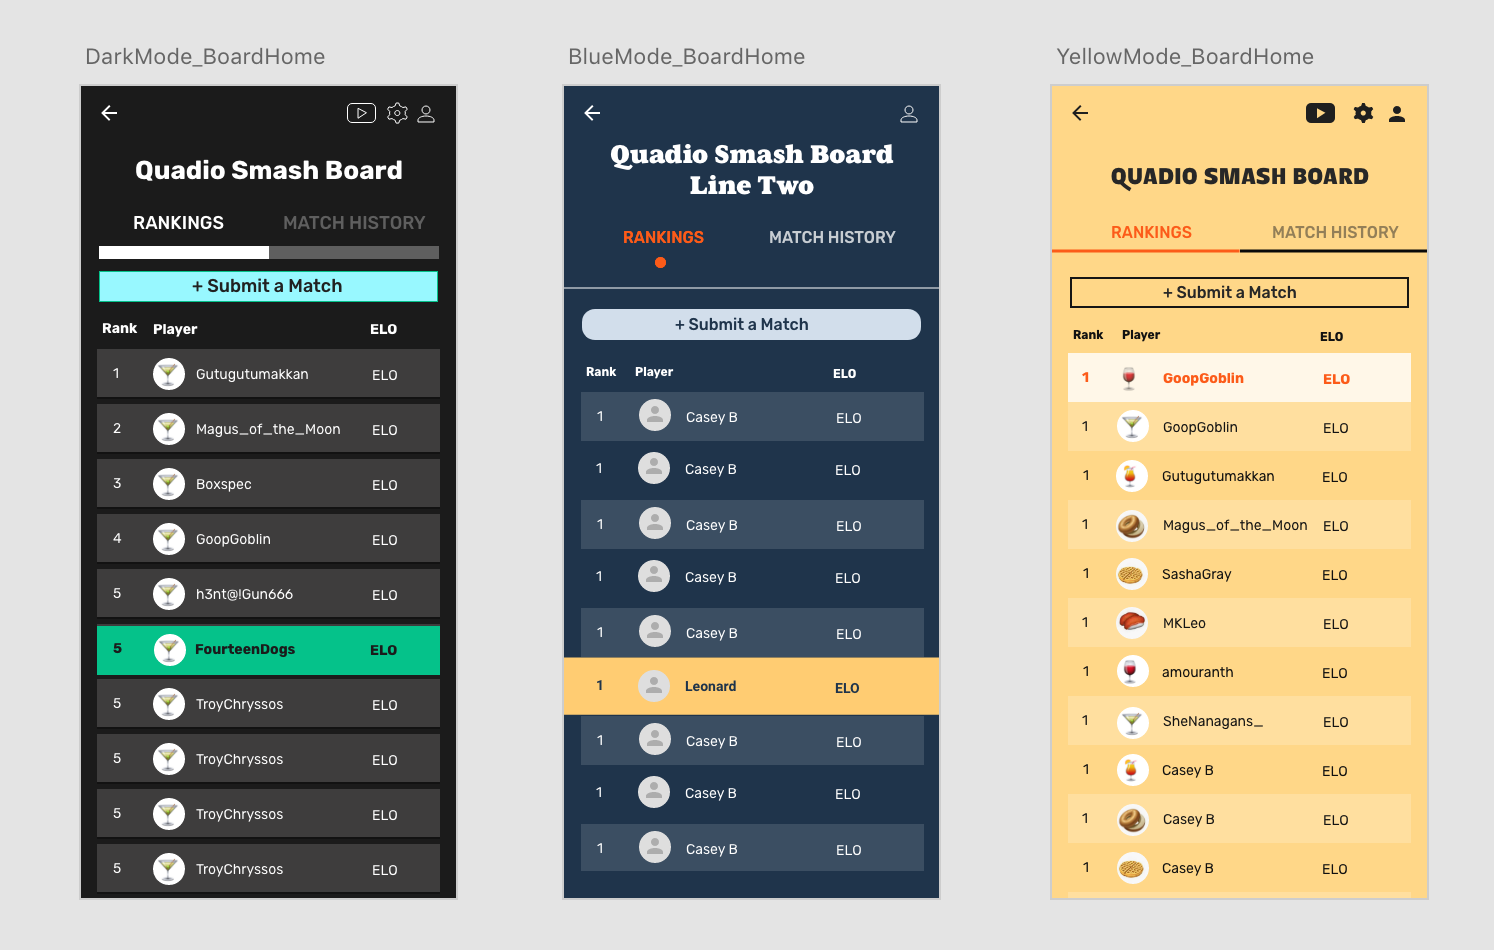 DarkMode_BoardHome
Quadio Smash Board
RANKINGS MATCH HISTORY
+ Submit a Match
Rank Player ELO
1 Gutugutumakkan ELO
2 Magus_of_the_Moon ELO
3 Boxspec ELO
4 GoopGoblin ELO
5 h3nt@!Gun666 ELO
5 FourteenDogs ELO
5 TroyChryssos ELO
5 TroyChryssos ELO
5 TroyChryssos ELO
5 TroyChryssos ELO
BlueMode_BoardHome
Quadio Smash Board
Line Two
RANKINGS MATCH HISTORY
+ Submit a Match
Rank Player ELO
1 Casey B ELO
1 Casey B ELO
1 Casey B ELO
1 Casey B ELO
1 Casey B ELO
1 Leonard ELO
1 Casey B ELO
1 Casey B ELO
1 Casey B ELO
YellowMode_BoardHome
QUADIO SMASH BOARD
RANKINGS MATCH HISTORY
+ Submit a Match
Rank Player ELO
1 GoopGoblin ELO
1 GoopGoblin ELO
1 Gutugutumakkan ELO
1 Magus_of_the_Moon ELO
1 SashaGray ELO
1 MKLeo ELO
1 amouranth ELO
1 SheNanagans_ ELO
1 Casey B ELO
1 Casey B ELO
1 Casey B ELO